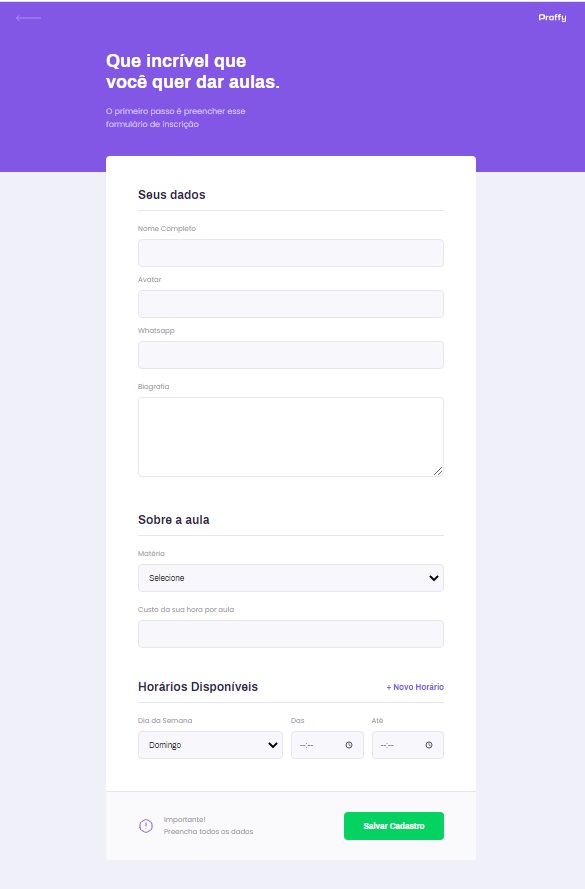 Proffy
Que incrível que
você quer dar aulas.
O primeiro passo é preencher esse
formulário de inscrição
Seus dados
Nome Completo
Avatar
Whatsapp
Biografia
Sobre a aula
Matéria
Selecione
Custo da sua hora por aula
Horários Disponíveis + Novo Horário
Dia da Semana Das Até
Domingo --:-- --:--
Importante!
Preencha todos os dados
Salvar Cadastro